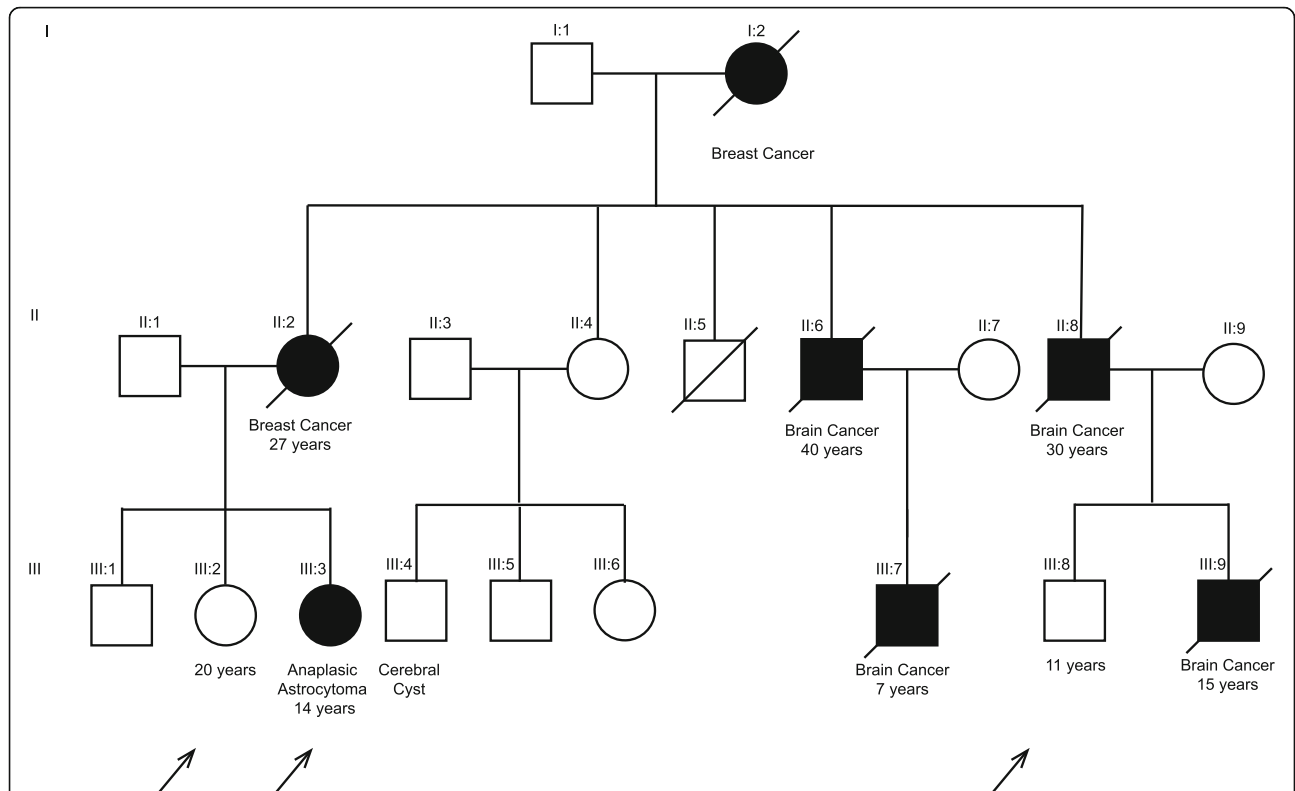 I
I:1
I:2
Breast Cancer
II
II:1
II:2
II:3
II:4
II:5
II:6
II:7
II:8
II:9
Breast Cancer
27 years
Brain Cancer
40 years
Brain Cancer
30 years
III
III:1
III:2
III:3
III:4
III:5
III:6
III:7
III:8
III:9
20 years
Anaplasic
Astrocytoma
14 years
Cerebral
Cyst
Brain Cancer
7 years
11 years
Brain Cancer
15 years